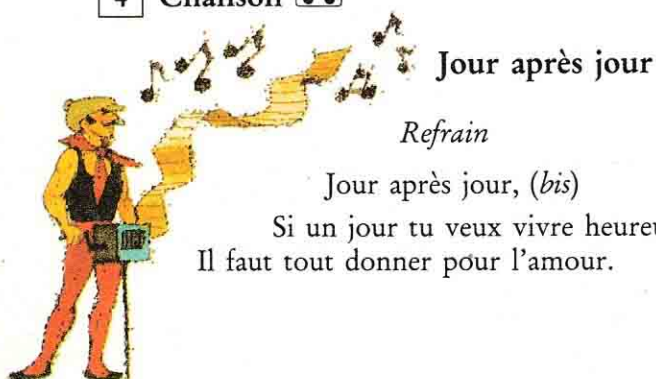 4 Chanson
Jour après jour
Refrain
Jour après jour, (bis)
Si un jour tu veux vivre
Il faut tout donner pour l'amour.